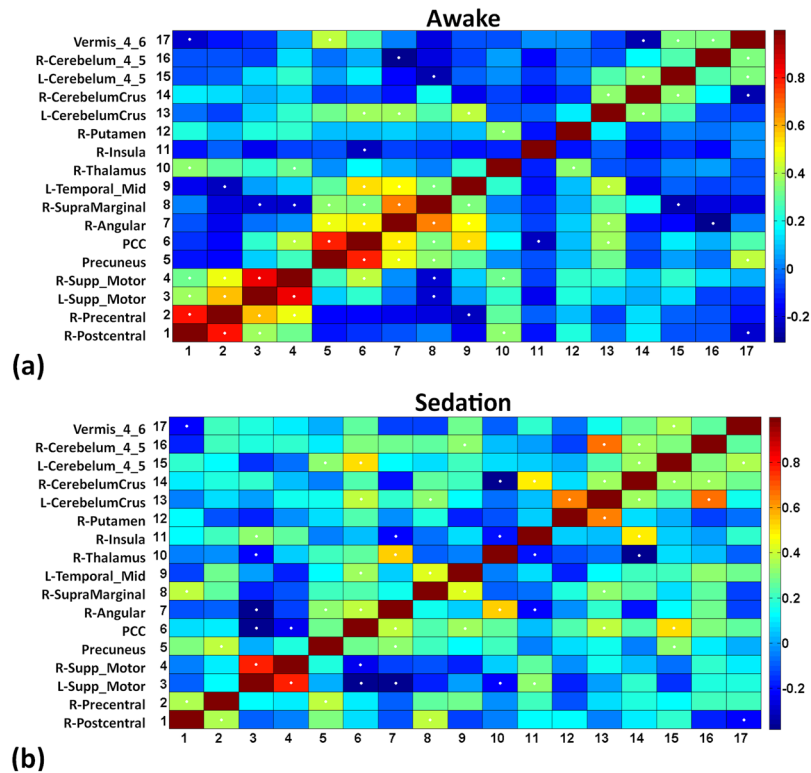 Awake
Vermis_4_6 17
R-Cerebelum_4_5 16
L-Cerebelum_4_5 15
R-CerebelumCrus 14
L-CerebelumCrus 13
R-Putamen 12
R-Insula 11
R-Thalamus 10
L-Temporal_Mid 9
R-SupraMarginal 8
R-Angular 7
PCC 6
Precuneus 5
R-Supp_Motor 4
L-Supp_Motor 3
R-Precentral 2
R-Postcentral 1
1 2 3 4 5 6 7 8 9 10 11 12 13 14 15 16 17
0.8
0.6
0.4
0.2
0
-0.2
(a)
Sedation
Vermis_4_6 17
R-Cerebelum_4_5 16
L-Cerebelum_4_5 15
R-CerebelumCrus 14
L-CerebelumCrus 13
R-Putamen 12
R-Insula 11
R-Thalamus 10
L-Temporal_Mid 9
R-SupraMarginal 8
R-Angular 7
PCC 6
Precuneus 5
R-Supp_Motor 4
L-Supp_Motor 3
R-Precentral 2
R-Postcentral 1
1 2 3 4 5 6 7 8 9 10 11 12 13 14 15 16 17
0.8
0.6
0.4
0.2
0
-0.2
(b)